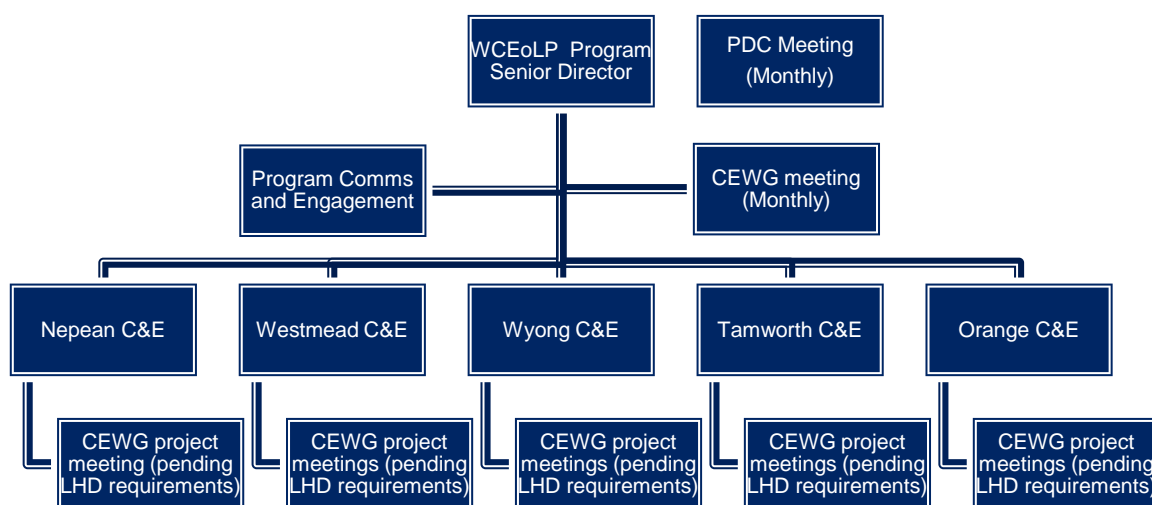 WCEoLP Program
Senior Director
PDC Meeting
(Monthly)
Program Comms
and Engagement
CEWG meeting
(Monthly)
Nepean C&E
Westmead C&E
Wyong C&E
Tamworth C&E
Orange C&E
CEWG project
meeting (pending
LHD requirements)
CEWG project
meetings (pending
LHD requirements)
CEWG project
meetings (pending
LHD requirements)
CEWG project
meetings (pending
LHD requirements)
CEWG project
meetings (pending
LHD requirements)